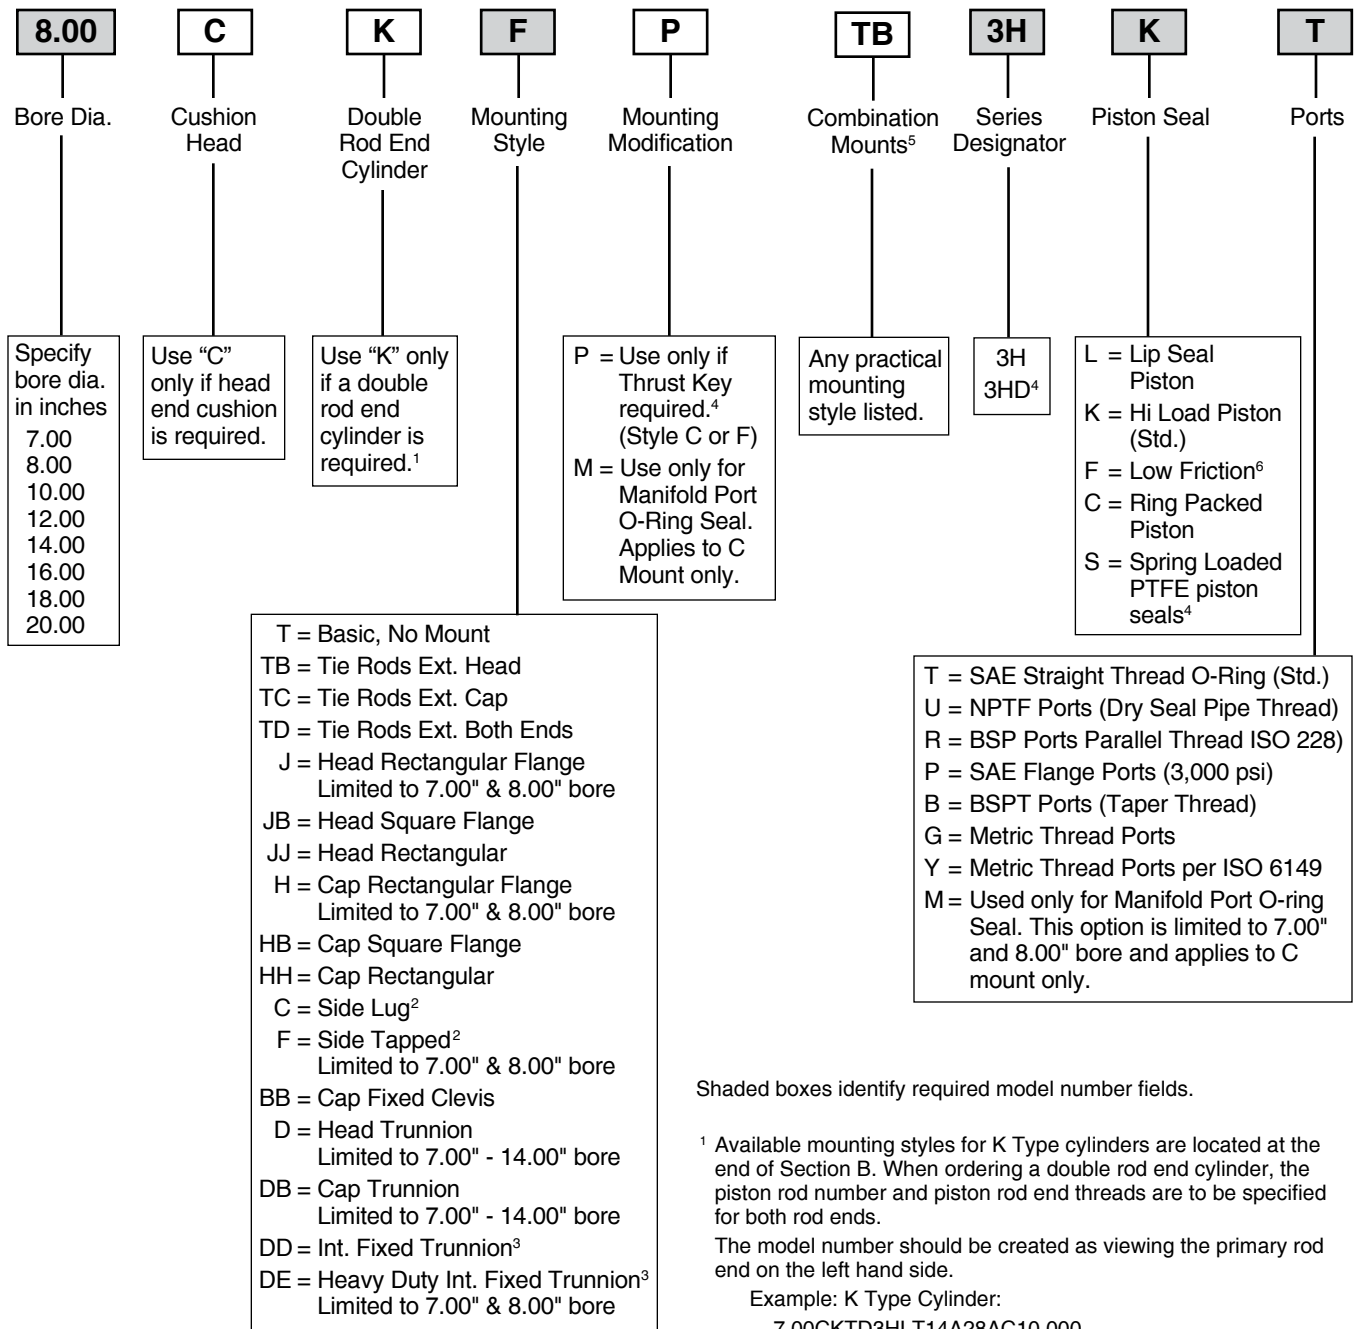 8.00 C K F P TB 3H K T
Bore Dia.
Cushion
Head
Double
Rod End
Cylinder
Mounting
Style
Mounting
Modification
Combination
Mounts5
Series
Designator
Piston Seal
Ports
Specify
bore dia.
in inches
7.00
8.00
10.00
12.00
14.00
16.00
18.00
20.00
Use “C”
only if head
end cushion
is required.
Use “K” only
if a double
rod end
cylinder is
required.1
P = Use only if
Thrust Key
required.4
(Style C or F)
M = Use only for
Manifold Port
O-Ring Seal.
Applies to C
Mount only.
Any practical
mounting
style listed.
3H
3HD4
L = Lip Seal
Piston
K = Hi Load Piston
(Std.)
F = Low Friction6
C = Ring Packed
Piston
S = Spring Loaded
PTFE piston
seals4
T = Basic, No Mount
TB = Tie Rods Ext. Head
TC = Tie Rods Ext. Cap
TD = Tie Rods Ext. Both Ends
J = Head Rectangular Flange
Limited to 7.00" & 8.00" bore
JB = Head Square Flange
JJ = Head Rectangular
H = Cap Rectangular Flange
Limited to 7.00" & 8.00" bore
HB = Cap Square Flange
HH = Cap Rectangular
C = Side Lug2
F = Side Tapped2
Limited to 7.00" & 8.00" bore
BB = Cap Fixed Clevis
D = Head Trunnion
Limited to 7.00" - 14.00" bore
DB = Cap Trunnion
Limited to 7.00" - 14.00" bore
DD = Int. Fixed Trunnion3
DE = Heavy Duty Int. Fixed Trunnion3
Limited to 7.00" & 8.00" bore
T = SAE Straight Thread O-Ring (Std.)
U = NPTF Ports (Dry Seal Pipe Thread)
R = BSP Ports Parallel Thread ISO 228)
P = SAE Flange Ports (3,000 psi)
B = BSPT Ports (Taper Thread)
G = Metric Thread Ports
Y = Metric Thread Ports per ISO 6149
M = Used only for Manifold Port O-ring
Seal. This option is limited to 7.00"
and 8.00" bore and applies to C
mount only.
Shaded boxes identify required model number fields.
1 Available mounting styles for K Type cylinders are located at the
end of Section B. When ordering a double rod end cylinder, the
piston rod number and piston rod end threads are to be specified
for both rod ends.
The model number should be created as viewing the primary rod
end on the left hand side.
Example: K Type Cylinder:
7.00CKTD3HLT14A28AC10.000